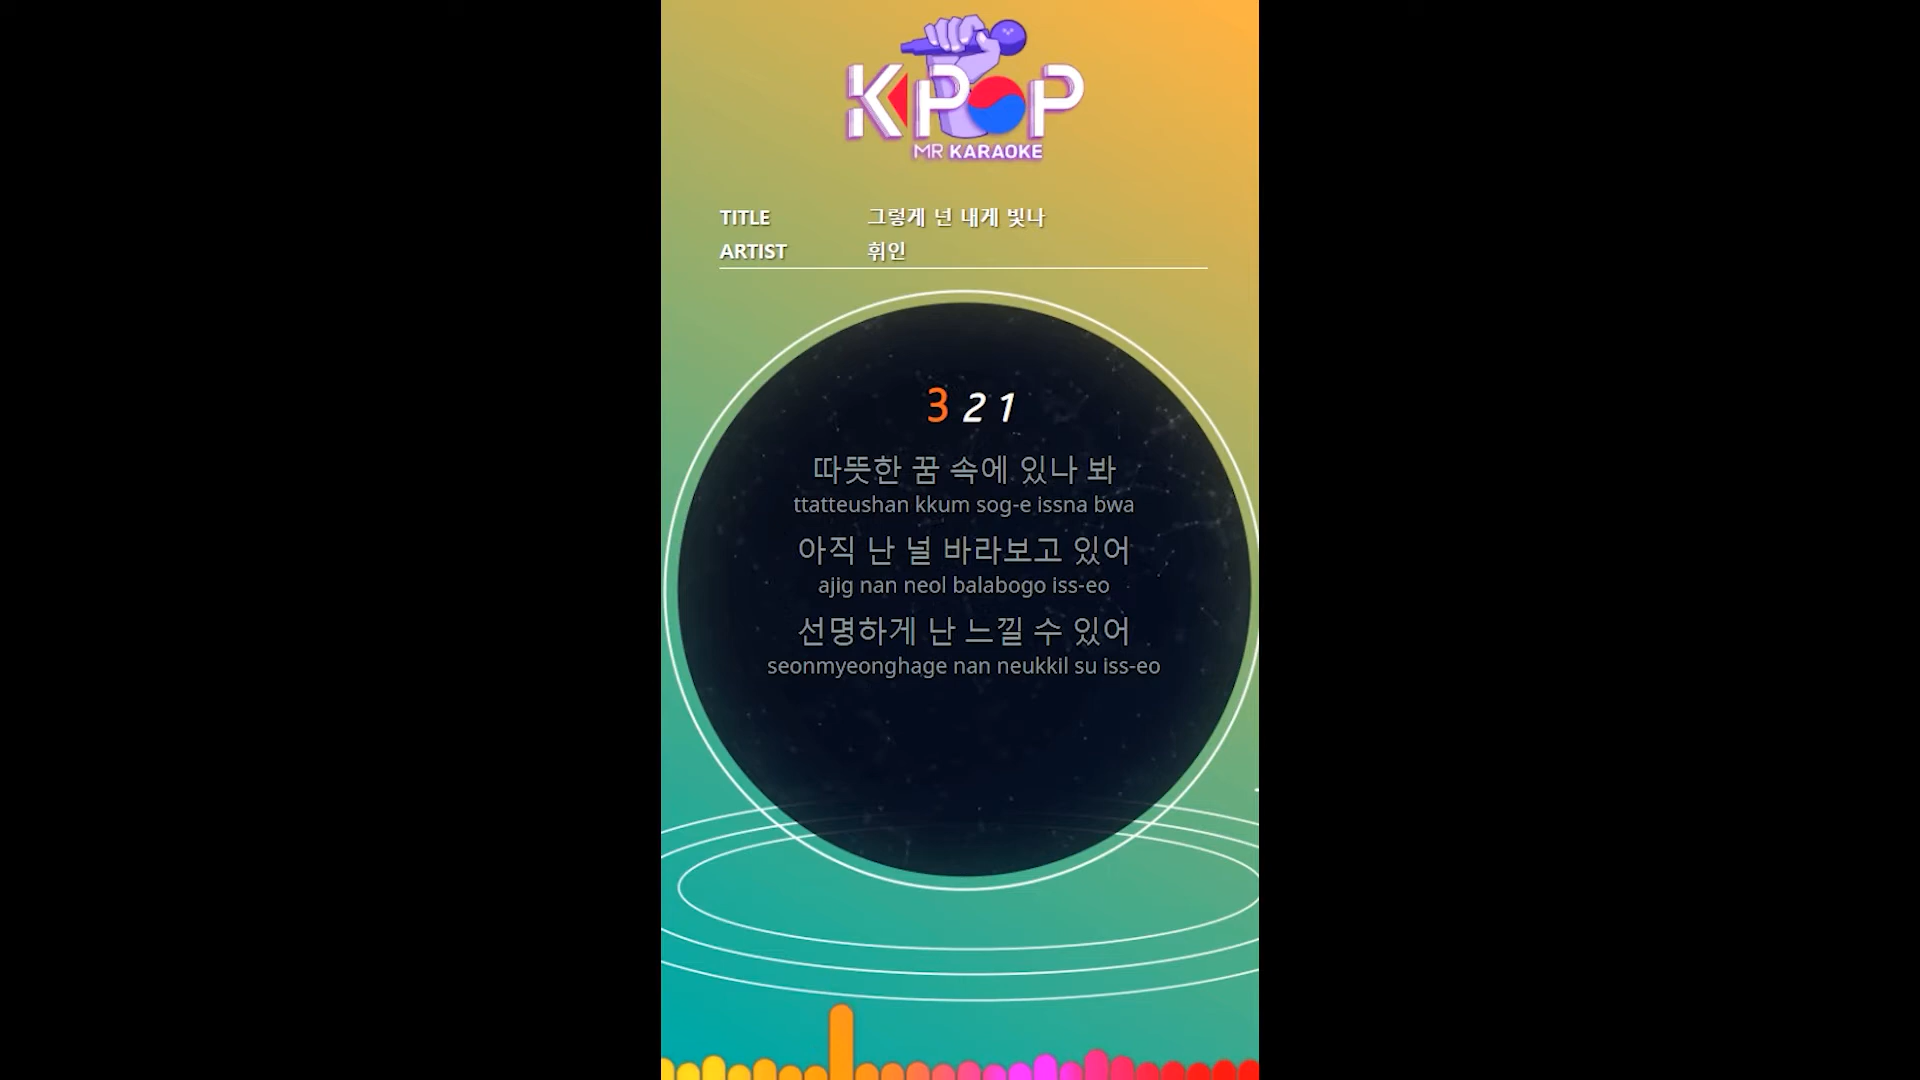 KPOP
MR KARAOKE
TITLE 그렇게 넌 내게 빛나
ARTIST 휘인
3 2 1
따뜻한 꿈 속에 있나 봐
ttatteushan kkum sog-e issna bwa
아직 난 널 바라보고 있어
ajig nan neol balabogo iss-eo
선명하게 난 느낄 수 있어
seonmyeonghage nan neukkil su iss-eo